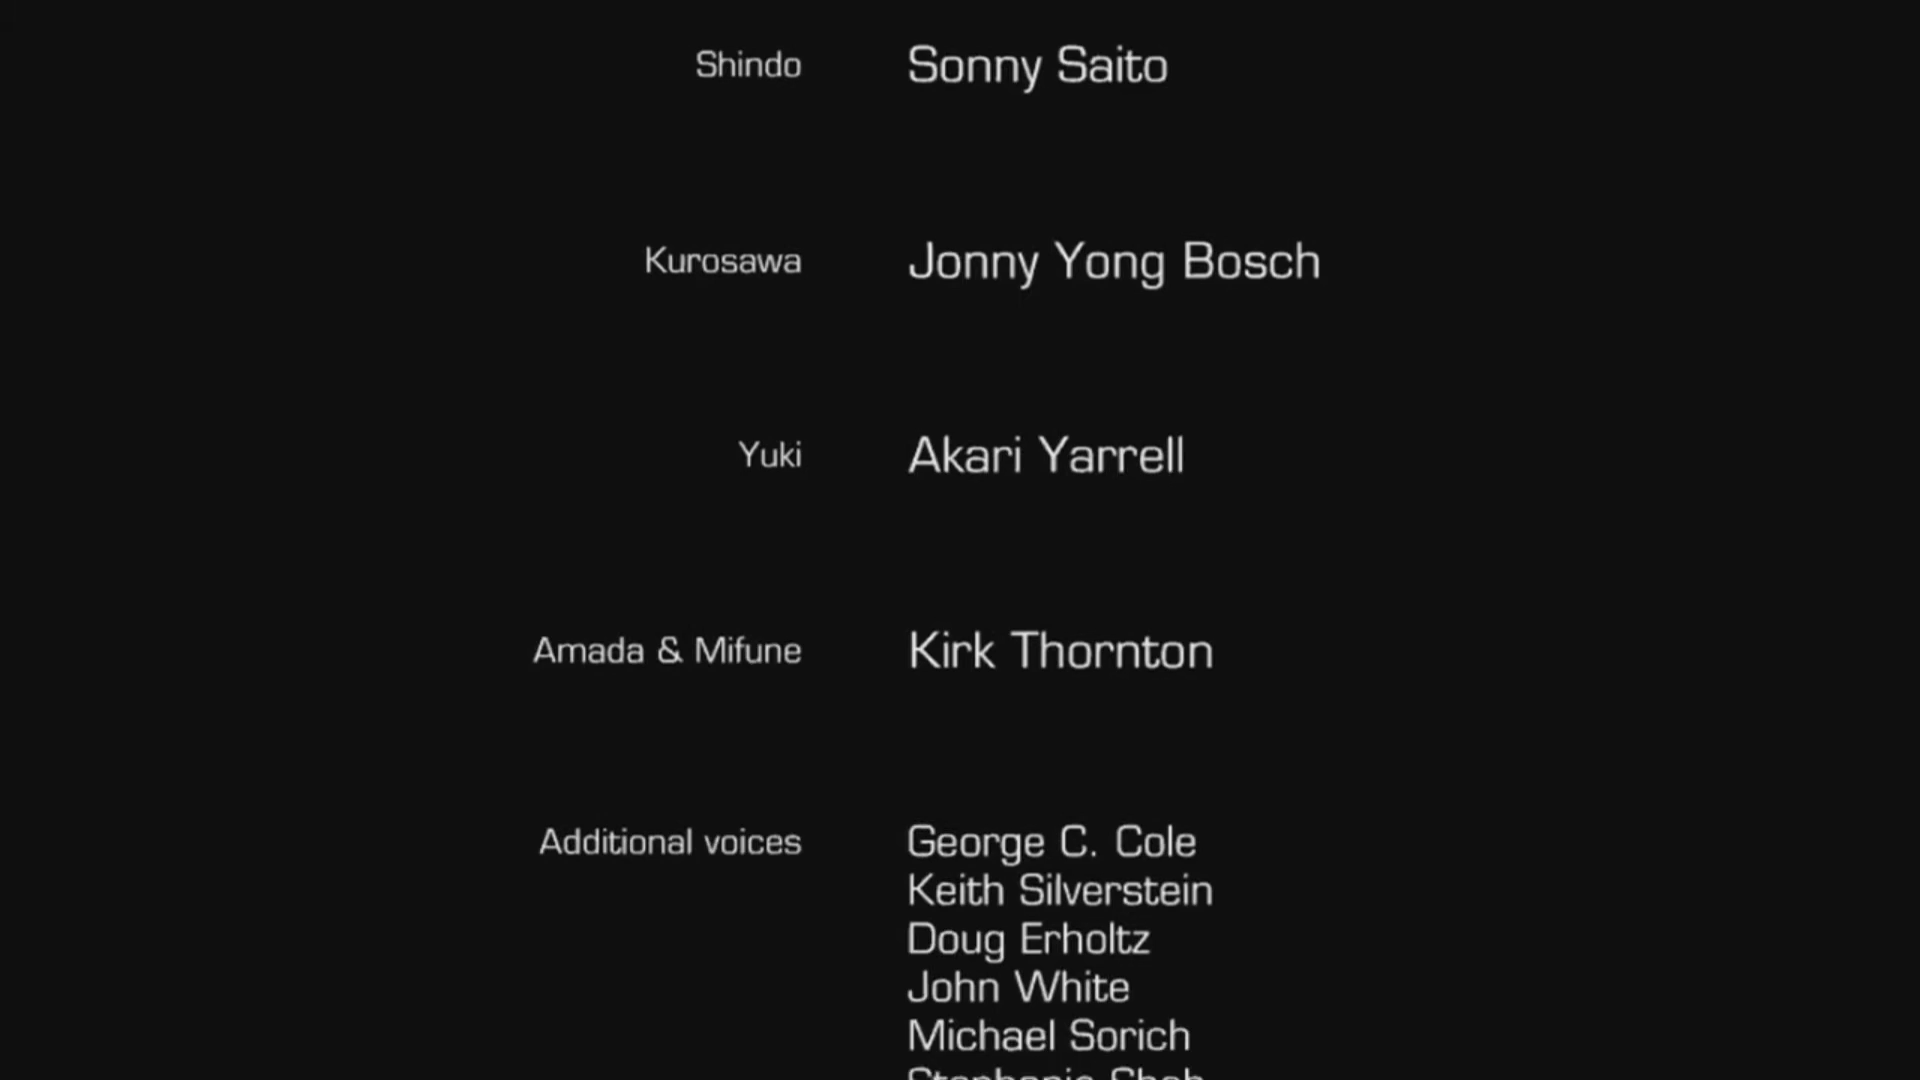 Shindo Sonny Saito
Kurosawa Jonny Yong Bosch
Yuki Akari Yarrell
Amada & Mifune Kirk Thornton
Additional voices George C. Cole
Keith Silverstein
Doug Erholtz
John White
Michael Sorich